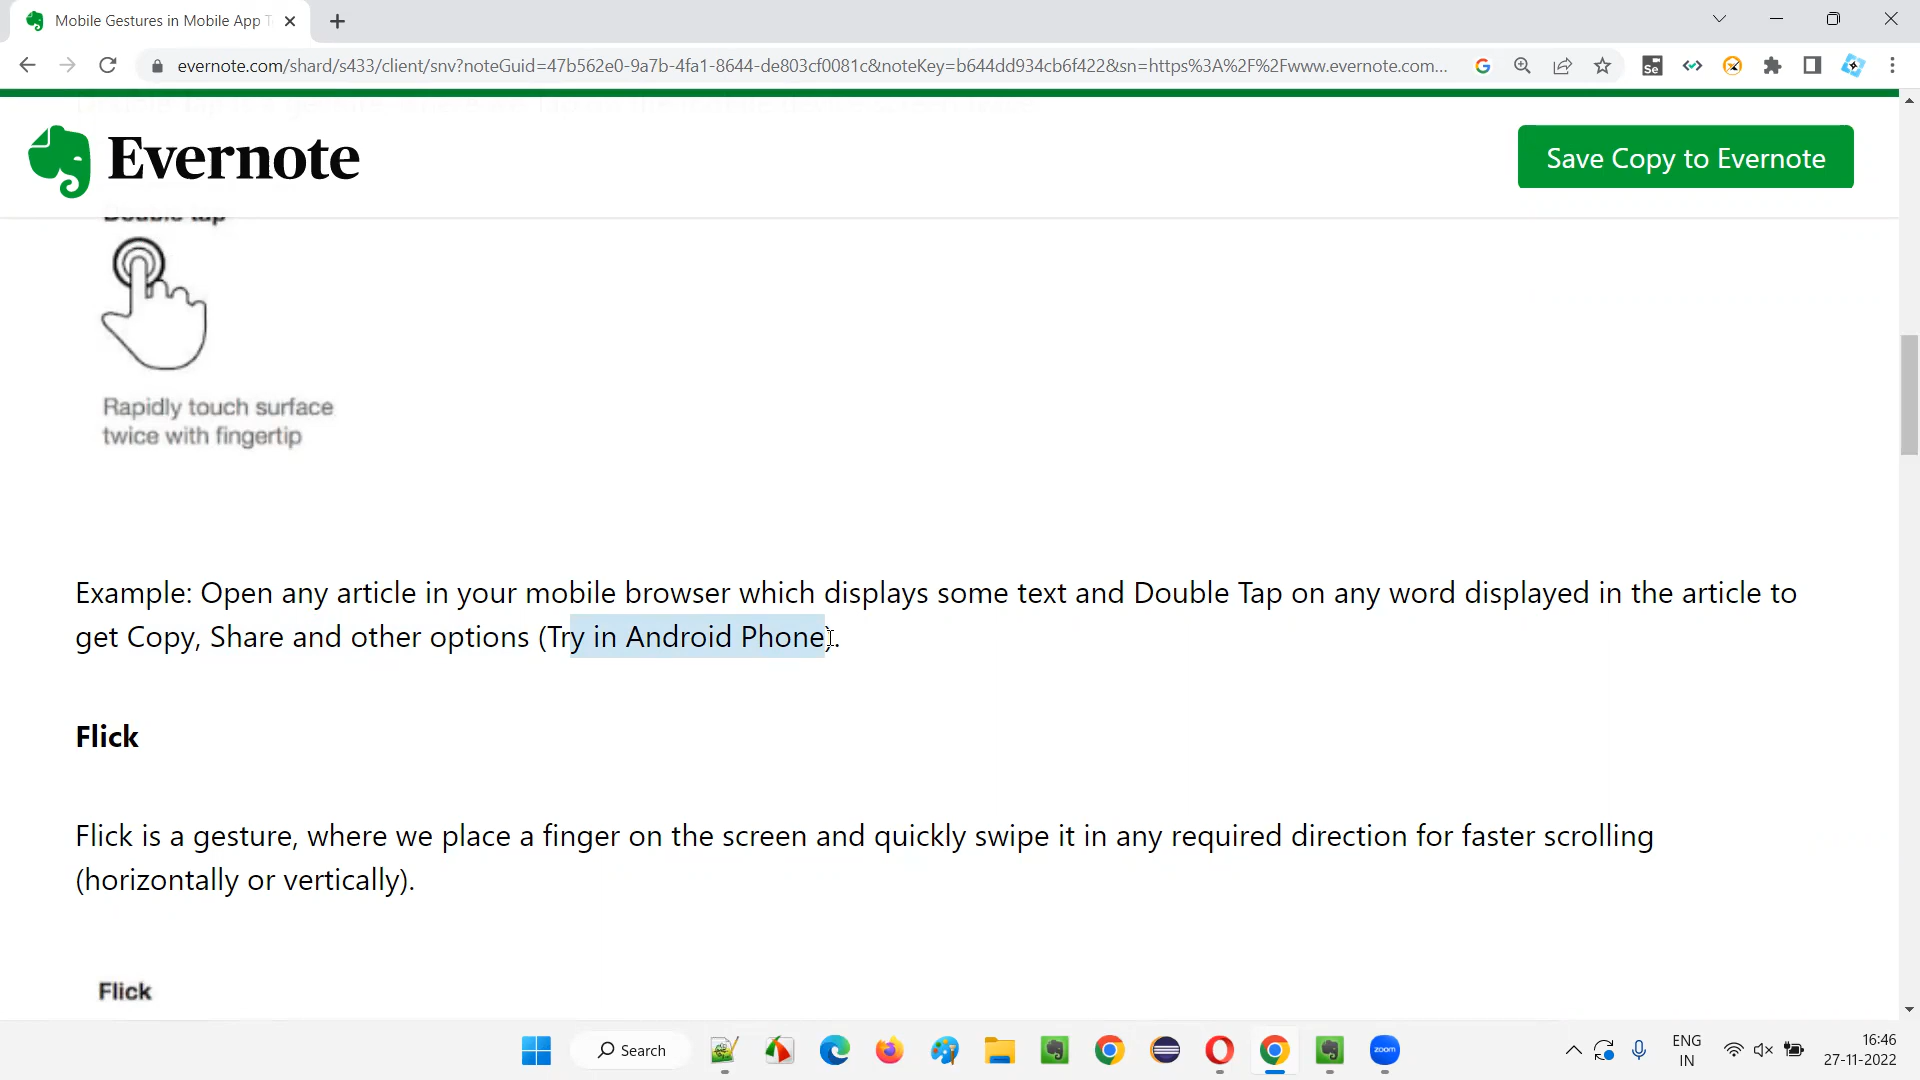 Mobile Gestures in Mobile App T
evernote.com/shard/s433/client/snv?noteGuid=47b562e0-9a7b-4fa1-8644-de803cf0081c&noteKey=b644dd934cb6f422&sn=https%3A%2F%2Fwww.evernote.com...
Evernote
Save Copy to Evernote
Double tap
Rapidly touch surface
twice with fingertip
Example: Open any article in your mobile browser which displays some text and Double Tap on any word displayed in the article to
get Copy, Share and other options (Try in Android Phone).
Flick
Flick is a gesture, where we place a finger on the screen and quickly swipe it in any required direction for faster scrolling
(horizontally or vertically).
Flick
Search
zoom
ENG
IN
16:46
27-11-2022